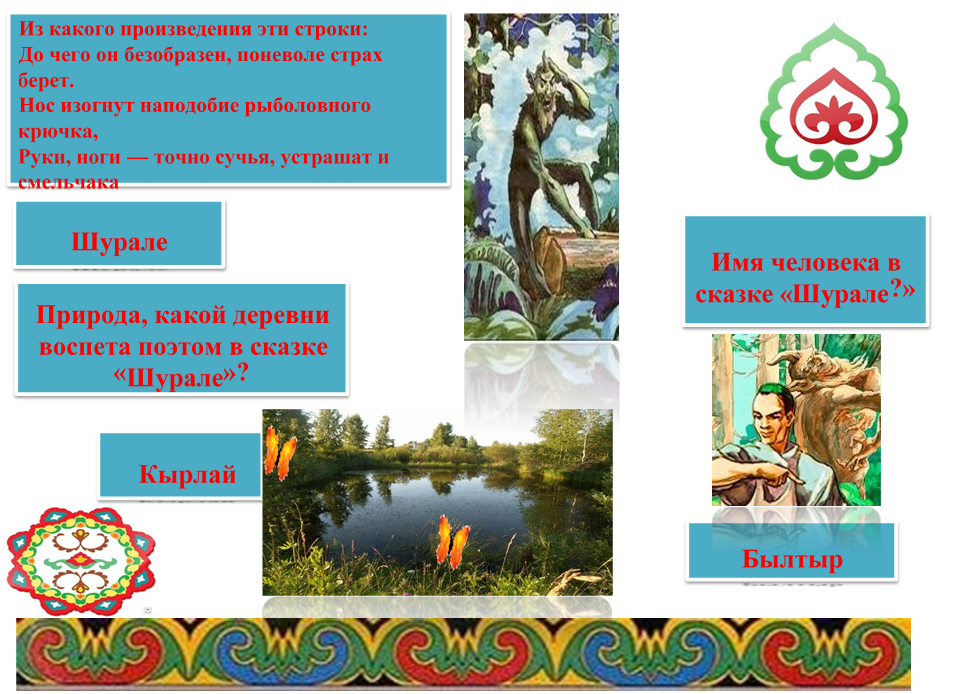 Из какого произведения эти строки:
До чего он безобразен, поневоле страх
берет.
Нос изогнут наподобие рыболовного
крючка,
Руки, ноги — точно сучья, устрашат и
смельчака
Шурале
Природа, какой деревни
воспета поэтом в сказке
«Шурале»?
Кырлай
Имя человека в
сказке «Шурале?»
Былтыр